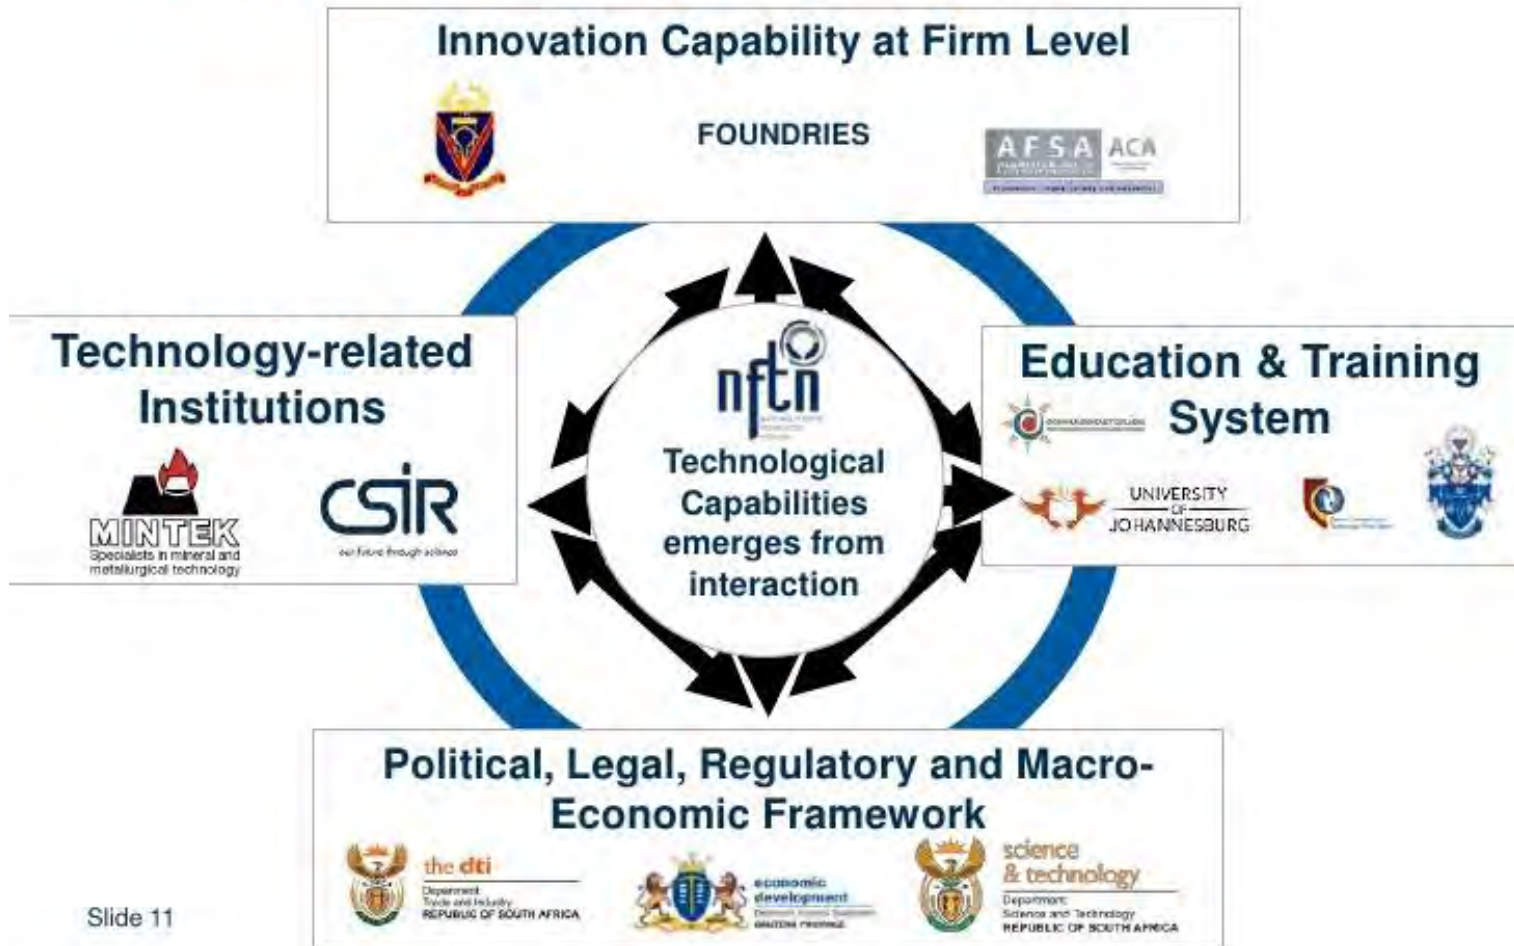 Innovation Capability at Firm Level
FOUNDRIES
AFSA ACA
Technology-related
Institutions
MINTEK
Specialists in mineral and
metallurgical technology
CSIR
our future through science
nftn
Technological
Capabilities
emerges from
interaction
Education & Training
System
UNIVERSITY
OF
JOHANNESBURG
Political, Legal, Regulatory and Macro-
Economic Framework
the dti
Department
Trade and Industry
REPUBLIC OF SOUTH AFRICA
economic
development
GAUTENG PROVINCE
science
& technology
Department
Science and Technology
REPUBLIC OF SOUTH AFRICA
Slide 11